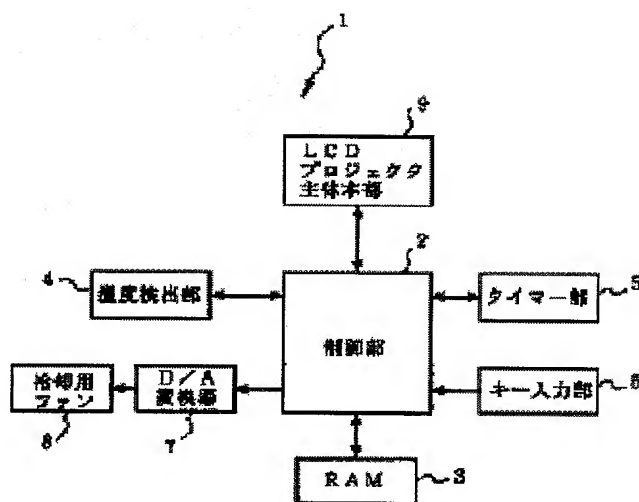 1
9
LCD
プロジェクタ
主体本部
2
4
温度検出部
制御部
タイマー部
5
冷却用
ファン
8
D/A
変換器
7
キー入力部
6
RAM
3